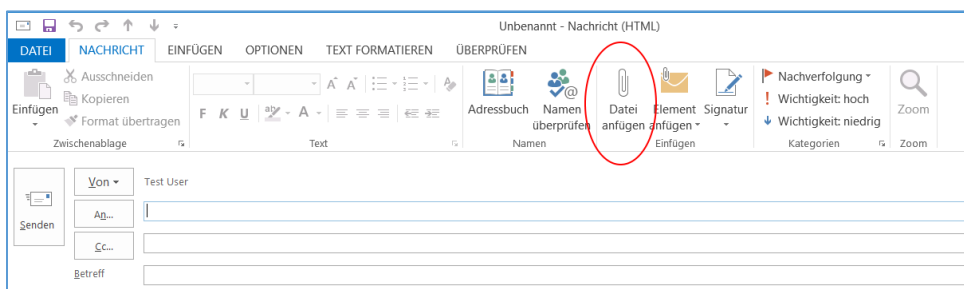 Unbenannt - Nachricht (HTML)
DATEI NACHRICHT EINFÜGEN OPTIONEN TEXT FORMATIEREN ÜBERPRÜFEN
Einfügen
Ausschneiden
Kopieren
Format übertragen
Zwischenablage
F K U aby A
A A
Text
Adressbuch
Namen
überprüfen
Namen
Datei
anfügen
Element
anfügen
Signatur
Einfügen
Nachverfolgung
! Wichtigkeit: hoch
Wichtigkeit: niedrig
Kategorien
Zoom
Zoom
Senden
Von
Test User
An...
Cc...
Betreff